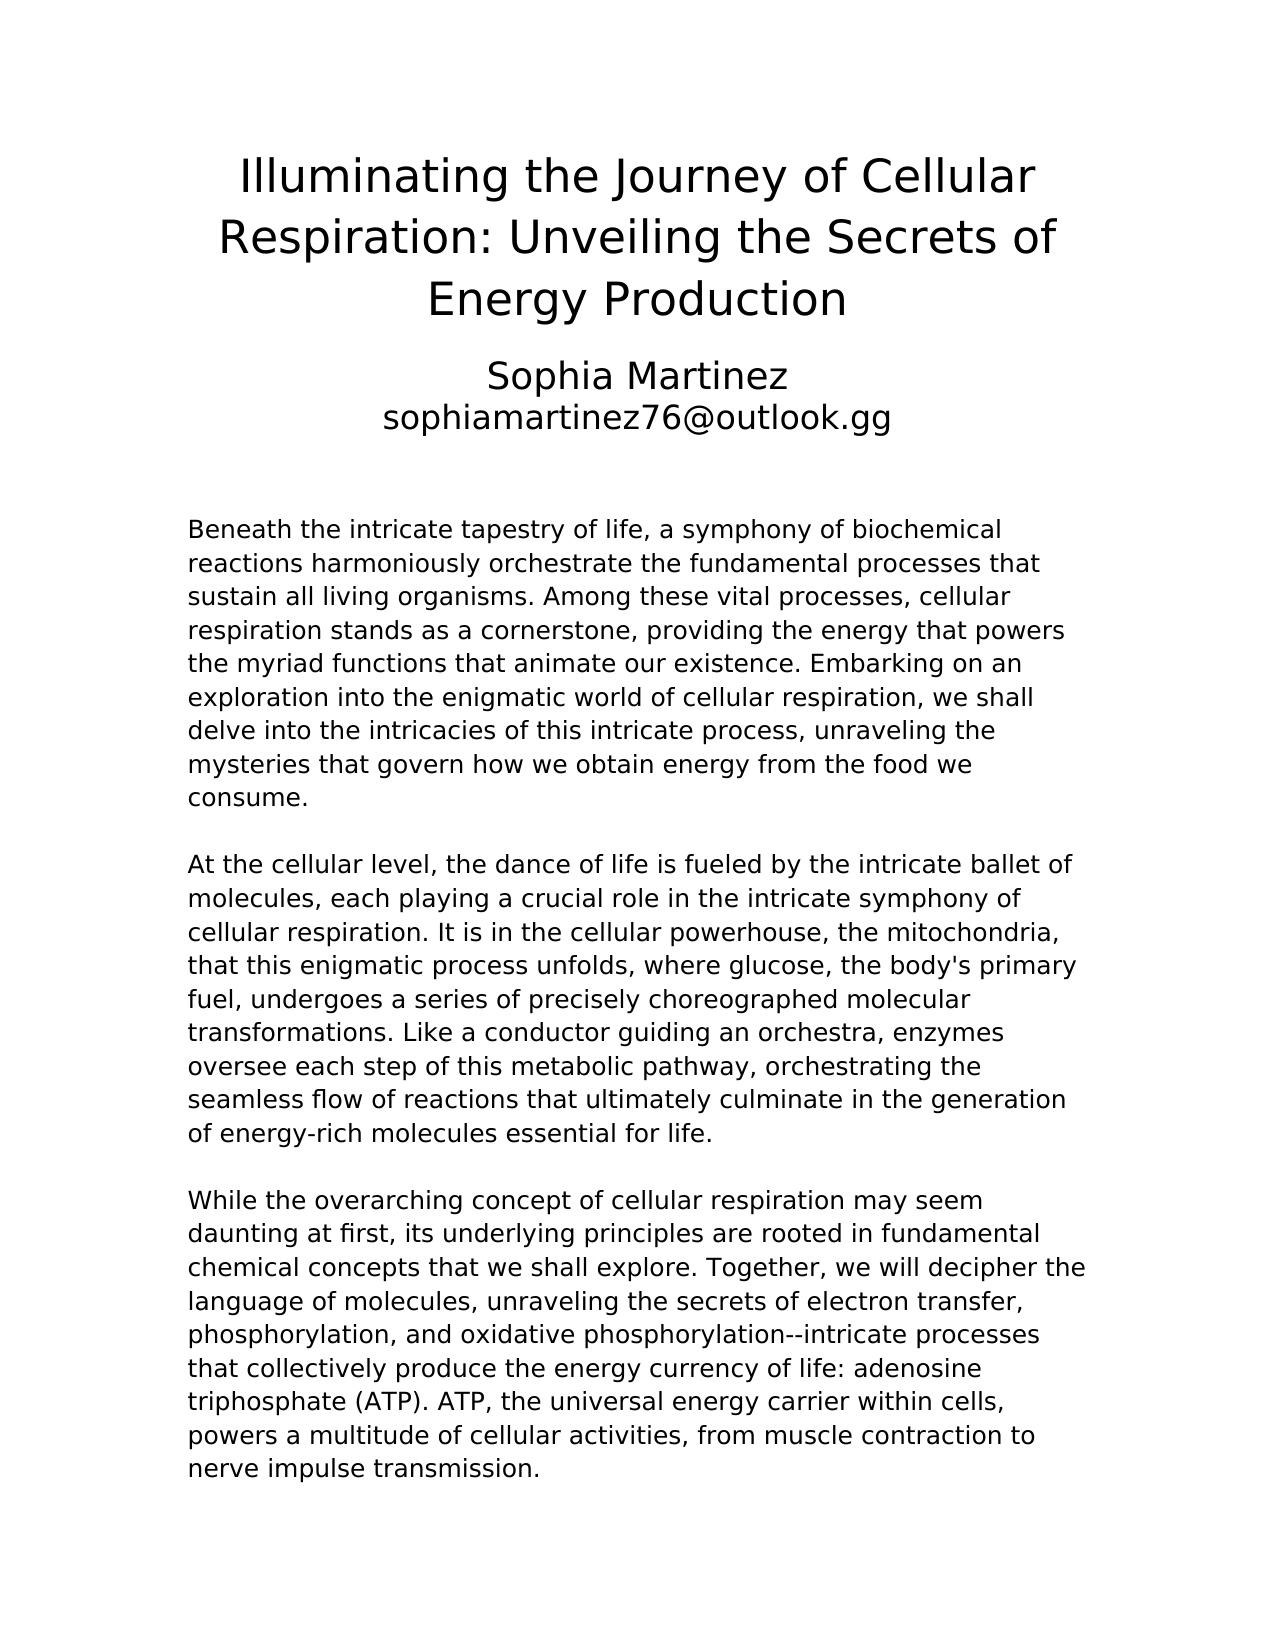 Illuminating the Journey of Cellular
Respiration: Unveiling the Secrets of
Energy Production
Sophia Martinez
sophiamartinez76@outlook.gg
Beneath the intricate tapestry of life, a symphony of biochemical
reactions harmoniously orchestrate the fundamental processes that
sustain all living organisms. Among these vital processes, cellular
respiration stands as a cornerstone, providing the energy that powers
the myriad functions that animate our existence. Embarking on an
exploration into the enigmatic world of cellular respiration, we shall
delve into the intricacies of this intricate process, unraveling the
mysteries that govern how we obtain energy from the food we
consume.
At the cellular level, the dance of life is fueled by the intricate ballet of
molecules, each playing a crucial role in the intricate symphony of
cellular respiration. It is in the cellular powerhouse, the mitochondria,
that this enigmatic process unfolds, where glucose, the body's primary
fuel, undergoes a series of precisely choreographed molecular
transformations. Like a conductor guiding an orchestra, enzymes
oversee each step of this metabolic pathway, orchestrating the
seamless flow of reactions that ultimately culminate in the generation
of energy-rich molecules essential for life.
While the overarching concept of cellular respiration may seem
daunting at first, its underlying principles are rooted in fundamental
chemical concepts that we shall explore. Together, we will decipher the
language of molecules, unraveling the secrets of electron transfer,
phosphorylation, and oxidative phosphorylation--intricate processes
that collectively produce the energy currency of life: adenosine
triphosphate (ATP). ATP, the universal energy carrier within cells,
powers a multitude of cellular activities, from muscle contraction to
nerve impulse transmission.